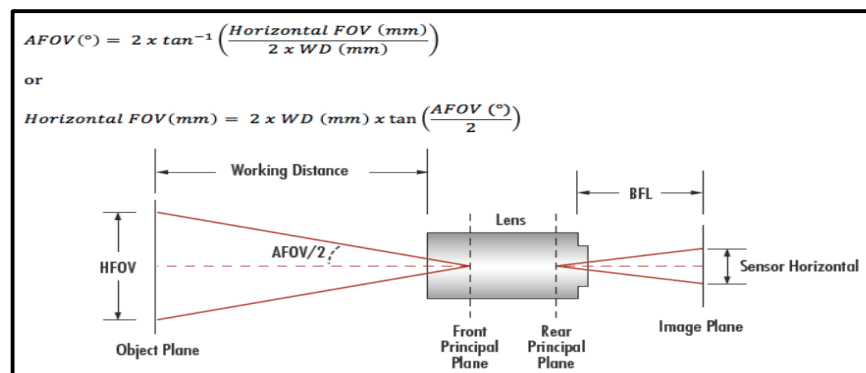 AFOV (°) = 2 x tan⁻¹ (Horizontal FOV (mm) / 2 x WD (mm))
or
Horizontal FOV(mm) = 2 x WD (mm) x tan (AFOV (°) / 2)
Working Distance
BFL
Lens
AFOV/2
HFOV
Sensor Horizontal
Front Principal Plane
Rear Principal Plane
Image Plane
Object Plane